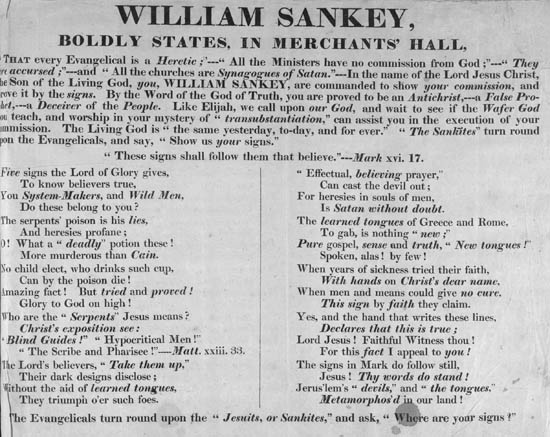 WILLIAM SANKEY,
BOLDLY STATES, IN MERCHANTS' HALL,
THAT every Evangelical is a Heretic;'—"All the Ministers have no commission from God;"—"They
are accursed;"—and "All the churches are Synagogues of Satan."—In the name of the Lord Jesus Christ,
the Son of the Living God, you, WILLIAM SANKEY, are commanded to show your commission, and
prove it by the signs. By the Word of God of Truth, you are proved to be an Antichrist,—a False Pro-
phet,—a Deceiver of the People. Like Elijah, we call upon our God, and wait to see if the Wafer God
you teach, and worship in your mystery of "transubstantiation," can assist you in the execution of your
commission. The Living God is "the same yesterday, to-day, and for ever." "The Sankites" turn round
upon the Evangelicals, and say, "Show us your signs."
"These signs shall follow them that believe."—Mark xvi. 17.
Five signs the Lord of Glory gives,
To know believers true,
You System-Makers, and Wild Men,
Do these belong to you?
The serpents' poison is his lies,
And heresies profane;
O! What a "deadly" potion these!
More murderous than Cain.
No child elect, who drinks such cup,
Can by the poison die!
Amazing fact! But tried and proved!
Glory to God on high!
Who are the "Serpents" Jesus means?
Christ's exposition see:
"Blind Guides!" "Hypocritical Men!"
"The Scribe and Pharisee!"—Matt. xxiii. 33.
The Lord's believers, "Take them up,"
Their dark designs disclose;
Without the aid of learned tongues,
They triumph o'er such foes.
"Effectual, believing prayer,"
Can cast the devil out;
For heresies in souls of men,
Is Satan without doubt.
The learned tongues of Greece and Rome,
To gab, is nothing "new;"
Pure gospel, sense and truth, "New tongues!"
Spoken, alas! by few!
When years of sickness tried their faith,
With hands on Christ's dear name,
When men and means could give no cure.
This sign by faith they claim.
Yes, and the hand that writes these lines,
Declares that this is true;
Lord Jesus! Faithful Witness thou!
For this fact I appeal to you!
The signs in Mark do follow still,
Jesus! Thy words do stand!
Jerus'lem's "devils," and "the tongues,"
Metamorphos'd in our land!
The Evangelicals turn round upon the "Jesuits, or Sankites," and ask, "Where are your signs?"